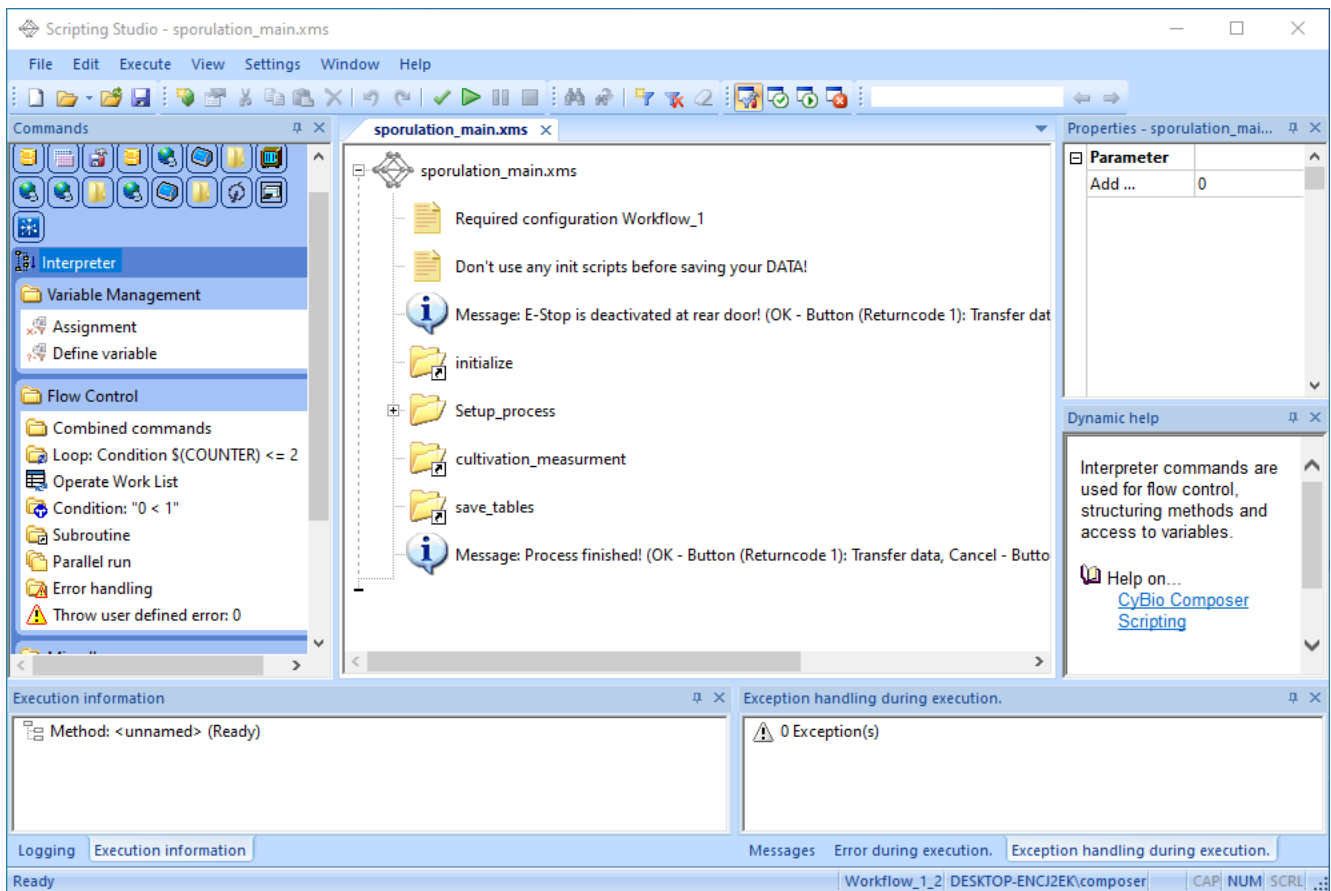 Scripting Studio - sporulation_main.xms
File Edit Execute View Settings Window Help
Commands
Interpreter
Variable Management
Assignment
Define variable
Flow Control
Combined commands
Loop: Condition $(COUNTER) <= 2
Operate Work List
Condition: "0 < 1"
Subroutine
Parallel run
Error handling
Throw user defined error: 0
sporulation_main.xms
sporulation_main.xms
Required configuration Workflow_1
Don't use any init scripts before saving your DATA!
Message: E-Stop is deactivated at rear door! (OK - Button (Returncode 1): Transfer dat
initialize
Setup_process
cultivation_measurment
save_tables
Message: Process finished! (OK - Button (Returncode 1): Transfer data, Cancel - Butto
Properties - sporulation_mai...
Parameter
Add ... 0
Dynamic help
Interpreter commands are
used for flow control,
structuring methods and
access to variables.
Help on...
CyBio Composer
Scripting
Execution information
Method: <unnamed> (Ready)
Logging Execution information
Exception handling during execution.
0 Exception(s)
Messages Error during execution. Exception handling during execution.
Ready Workflow_1_2 DESKTOP-ENCJ2EK\composer CAP NUM SCRL